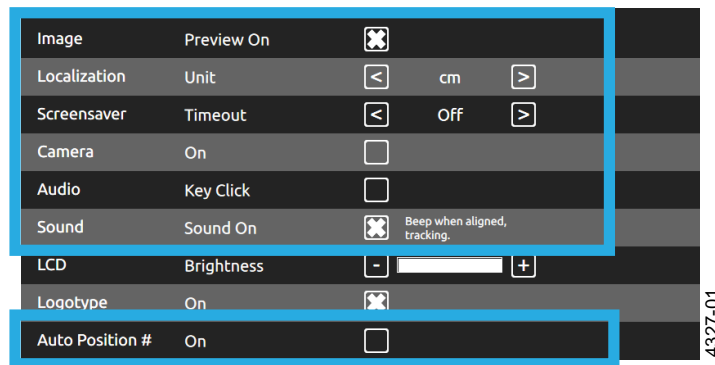 Image Preview On
Localization Unit < cm >
Screensaver Timeout < Off >
Camera On
Audio Key Click
Sound Sound On Beep when aligned,
tracking.
LCD Brightness - +
Logotype On
Auto Position # On
4327-01